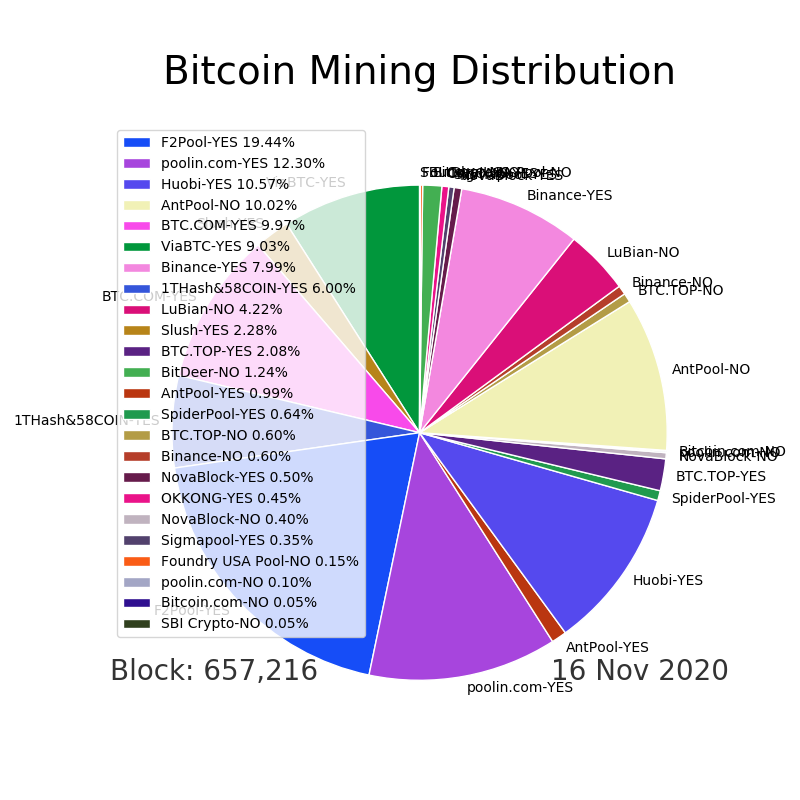 Bitcoin Mining Distribution
F2Pool-YES 19.44%
poolin.com-YES 12.30%
Huobi-YES 10.57%
AntPool-NO 10.02%
BTC.COM-YES 9.97%
ViaBTC-YES 9.03%
Binance-YES 7.99%
1THash&58COIN-YES 6.00%
LuBian-NO 4.22%
Slush-YES 2.28%
BTC.TOP-YES 2.08%
BitDeer-NO 1.24%
AntPool-YES 0.99%
SpiderPool-YES 0.64%
BTC.TOP-NO 0.60%
Binance-NO 0.60%
NovaBlock-YES 0.50%
OKKONG-YES 0.45%
NovaBlock-NO 0.40%
Sigmapool-YES 0.35%
Foundry USA Pool-NO 0.15%
poolin.com-NO 0.10%
Bitcoin.com-NO 0.05%
SBI Crypto-NO 0.05%
Binance-YES
LuBian-NO
Binance-NO
BTC.TOP-NO
AntPool-NO
Bitcoin.com-NO
NovaBlock-NO
BTC.TOP-YES
SpiderPool-YES
Huobi-YES
AntPool-YES
poolin.com-YES
F2Pool-YES
1THash&58COIN-YES
BTC.COM-YES
ViaBTC-YES
Block: 657,216
16 Nov 2020